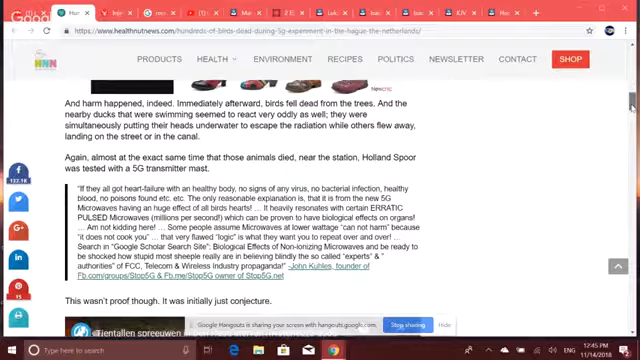 https://www.healthnutnews.com/hundreds-of-birds-dead-during-5g-experiment-in-the-hague-the-netherlands/
HNN
PRODUCTS
HEALTH
ENVIRONMENT
RECIPES
POLITICS
NEWSLETTER
CONTACT
SHOP
And harm happened, indeed. Immediately afterward, birds fell dead from the trees. And the
nearby ducks that were swimming seemed to react very oddly as well; they were
simultaneously putting their heads underwater to escape the radiation while others flew away,
landing on the street or in the canal.
Again, almost at the exact same time that those animals died, near the station, Holland Spoor
was tested with a 5G transmitter mast.
"If they all got heart-failure with an healthy body, no signs of any virus, no bacterial infection, healthy
blood, no poisons found etc. etc. The only reasonable explanation is, that it is from the new 5G
Microwaves having an huge effect of all birds hearts! … It heavily resonates with certain ERRATIC
PULSED Microwaves (millions per second!) which can be proven to have biological effects on organs!
… Am not kidding here! … Some people assume Microwaves at lower wattage "can not harm" because
"it does not cook you" … that very flawed "logic" is what they want you to repeat over and over! …
Search in "Google Scholar Search Site": Biological Effects of Non-ionizing Microwaves and be ready to
be shocked how stupid most sheeple really are in believing blindly the so called "experts" & "
authorities" of FCC, Telecom & Wireless Industry propaganda!" -John Kuhles, founder of
Fb.com/groups/Stop5G & Fb.me/Stop5G owner of Stop5G.net
This wasn't proof though. It was initially just conjecture.
Tientallen spreeuwen
Google Hangouts is sharing your screen with hangouts.google.com.
Stop sharing
Hide
15
Type here to search
ENG
12:45 PM
11/14/2018